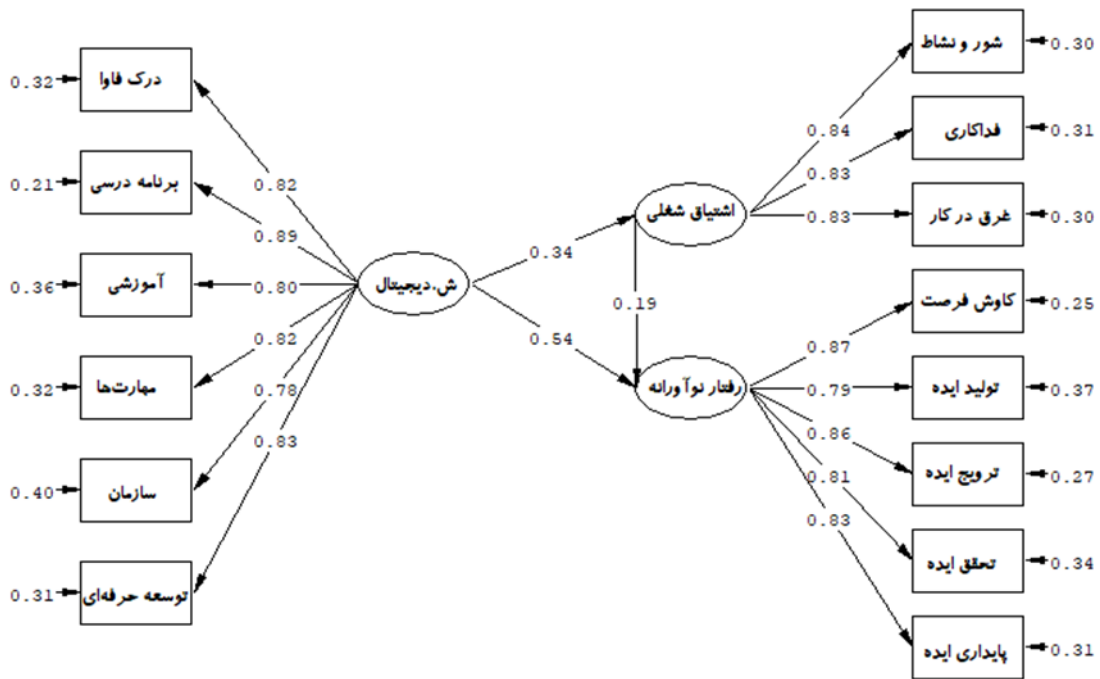 شور و نشاط
0.30
درک فاوا
0.32
0.84
فداکاری
0.31
0.82
برنامه درسی
0.21
0.83
اشتیاق شغلی
0.83
غرق در کار
0.30
0.89
0.34
آموزشی
0.36
0.80
ش.دیجیتال
0.19
کاوش فرصت
0.25
0.87
0.82
0.54
مهارت‌ها
0.32
رفتار نوآورانه
0.79
تولید ایده
0.37
0.78
0.86
0.83
ترویج ایده
0.27
0.81
سازمان
0.40
0.83
تحقق ایده
0.34
توسعه حرفه‌ای
0.31
پایداری ایده
0.31